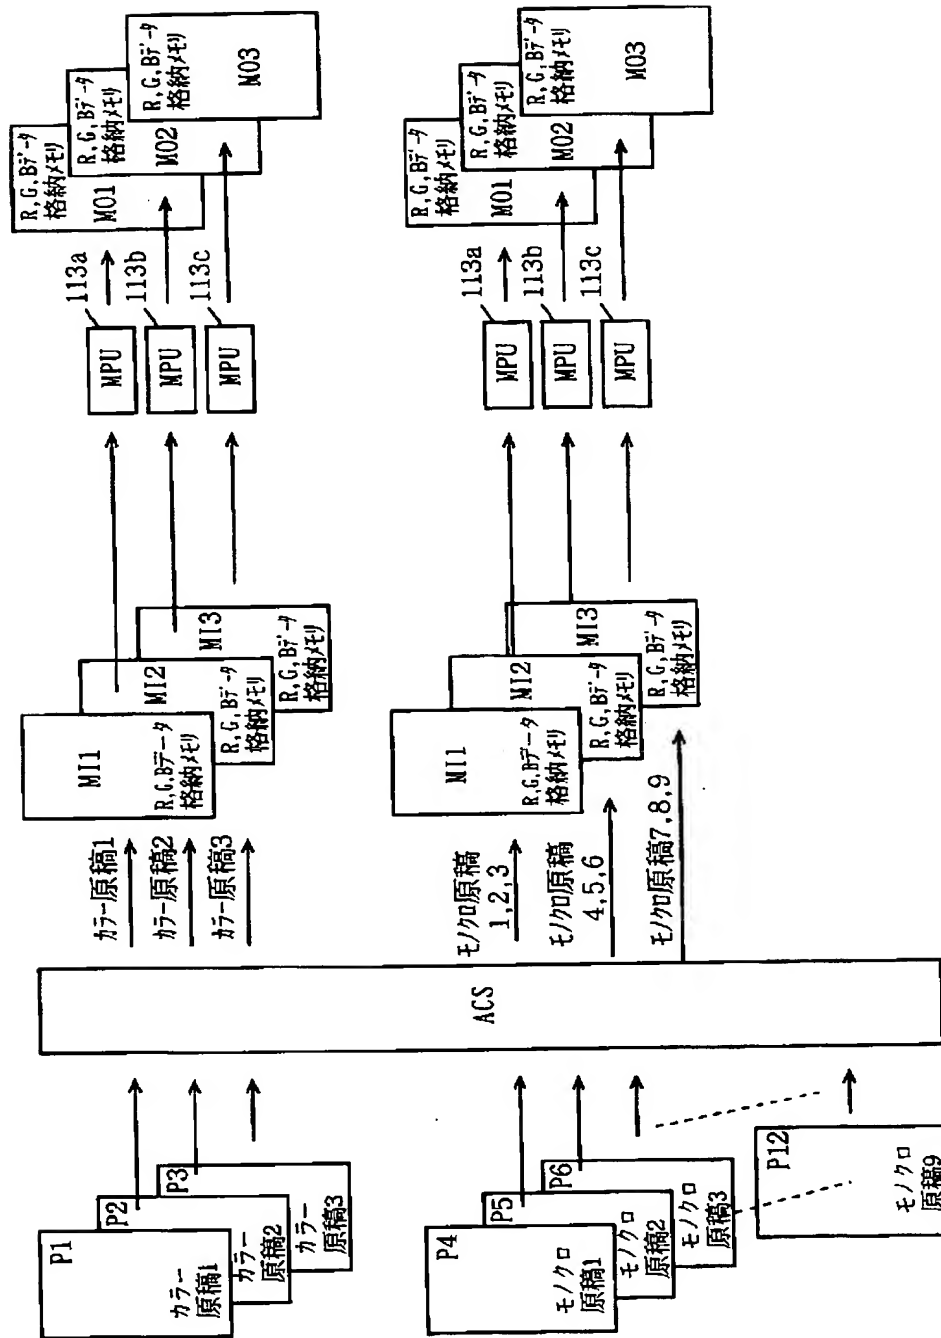 P1
カラー
原稿1
P2
カラー
原稿2
P3
カラー
原稿3
P4
モノクロ
原稿1
P5
モノクロ
原稿2
P6
モノクロ
原稿3
P12
モノクロ
原稿9
ACS
カラー原稿1
カラー原稿2
カラー原稿3
モノクロ原稿
1,2,3
モノクロ原稿
4,5,6
モノクロ原稿7,8,9
MI1
R,G,Bデータ
格納メモリ
MI2
R,G,Bデータ
格納メモリ
MI3
R,G,Bデータ
格納メモリ
MI1
R,G,Bデータ
格納メモリ
MI2
R,G,Bデータ
格納メモリ
MI3
R,G,Bデータ
格納メモリ
MPU
113a
MPU
113b
MPU
113c
MPU
113a
MPU
113b
MPU
113c
R,G,Bデータ
格納メモリ
MO1
R,G,Bデータ
格納メモリ
MO2
R,G,Bデータ
格納メモリ
MO3
R,G,Bデータ
格納メモリ
MO1
R,G,Bデータ
格納メモリ
MO2
R,G,Bデータ
格納メモリ
MO3